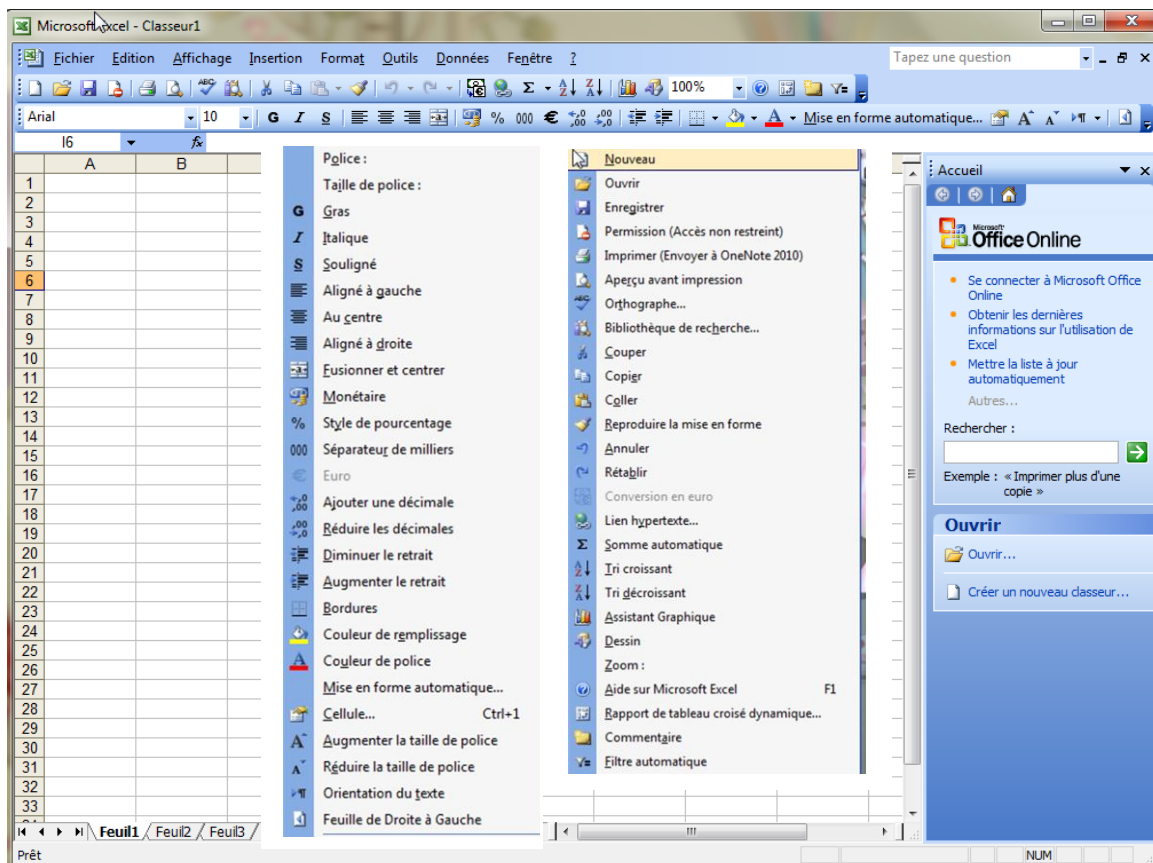 Microsoft Excel - Classeur1
Fichier Edition Affichage Insertion Format Outils Données Fenêtre ?
Tapez une question
100%
Arial 10 G I S % 000 € Mise en forme automatique...
I6 fx
A B
1
2
3
4
5
6
7
8
9
10
11
12
13
14
15
16
17
18
19
20
21
22
23
24
25
26
27
28
29
30
31
32
33
Police :
Taille de police :
G Gras
I Italique
S Souligné
Aligné à gauche
Au centre
Aligné à droite
Fusionner et centrer
Monétaire
% Style de pourcentage
000 Séparateur de milliers
€ Euro
Ajouter une décimale
Réduire les décimales
Diminuer le retrait
Augmenter le retrait
Bordures
Couleur de remplissage
Couleur de police
Mise en forme automatique...
Cellule... Ctrl+1
Augmenter la taille de police
Réduire la taille de police
Orientation du texte
Feuille de Droite à Gauche
Nouveau
Ouvrir
Enregistrer
Permission (Accès non restreint)
Imprimer (Envoyer à OneNote 2010)
Aperçu avant impression
Orthographe...
Bibliothèque de recherche...
Couper
Copier
Coller
Reproduire la mise en forme
Annuler
Rétablir
Conversion en euro
Lien hypertexte...
Σ Somme automatique
Tri croissant
Tri décroissant
Assistant Graphique
Dessin
Zoom :
Aide sur Microsoft Excel F1
Rapport de tableau croisé dynamique...
Commentaire
Filtre automatique
Accueil
Microsoft
Office Online
Se connecter à Microsoft Office
Online
Obtenir les dernières
informations sur l'utilisation de
Excel
Mettre la liste à jour
automatiquement
Autres...
Rechercher :
Exemple : « Imprimer plus d'une
copie »
Ouvrir
Ouvrir...
Créer un nouveau classeur...
Feuil1 Feuil2 Feuil3
Prêt
NUM